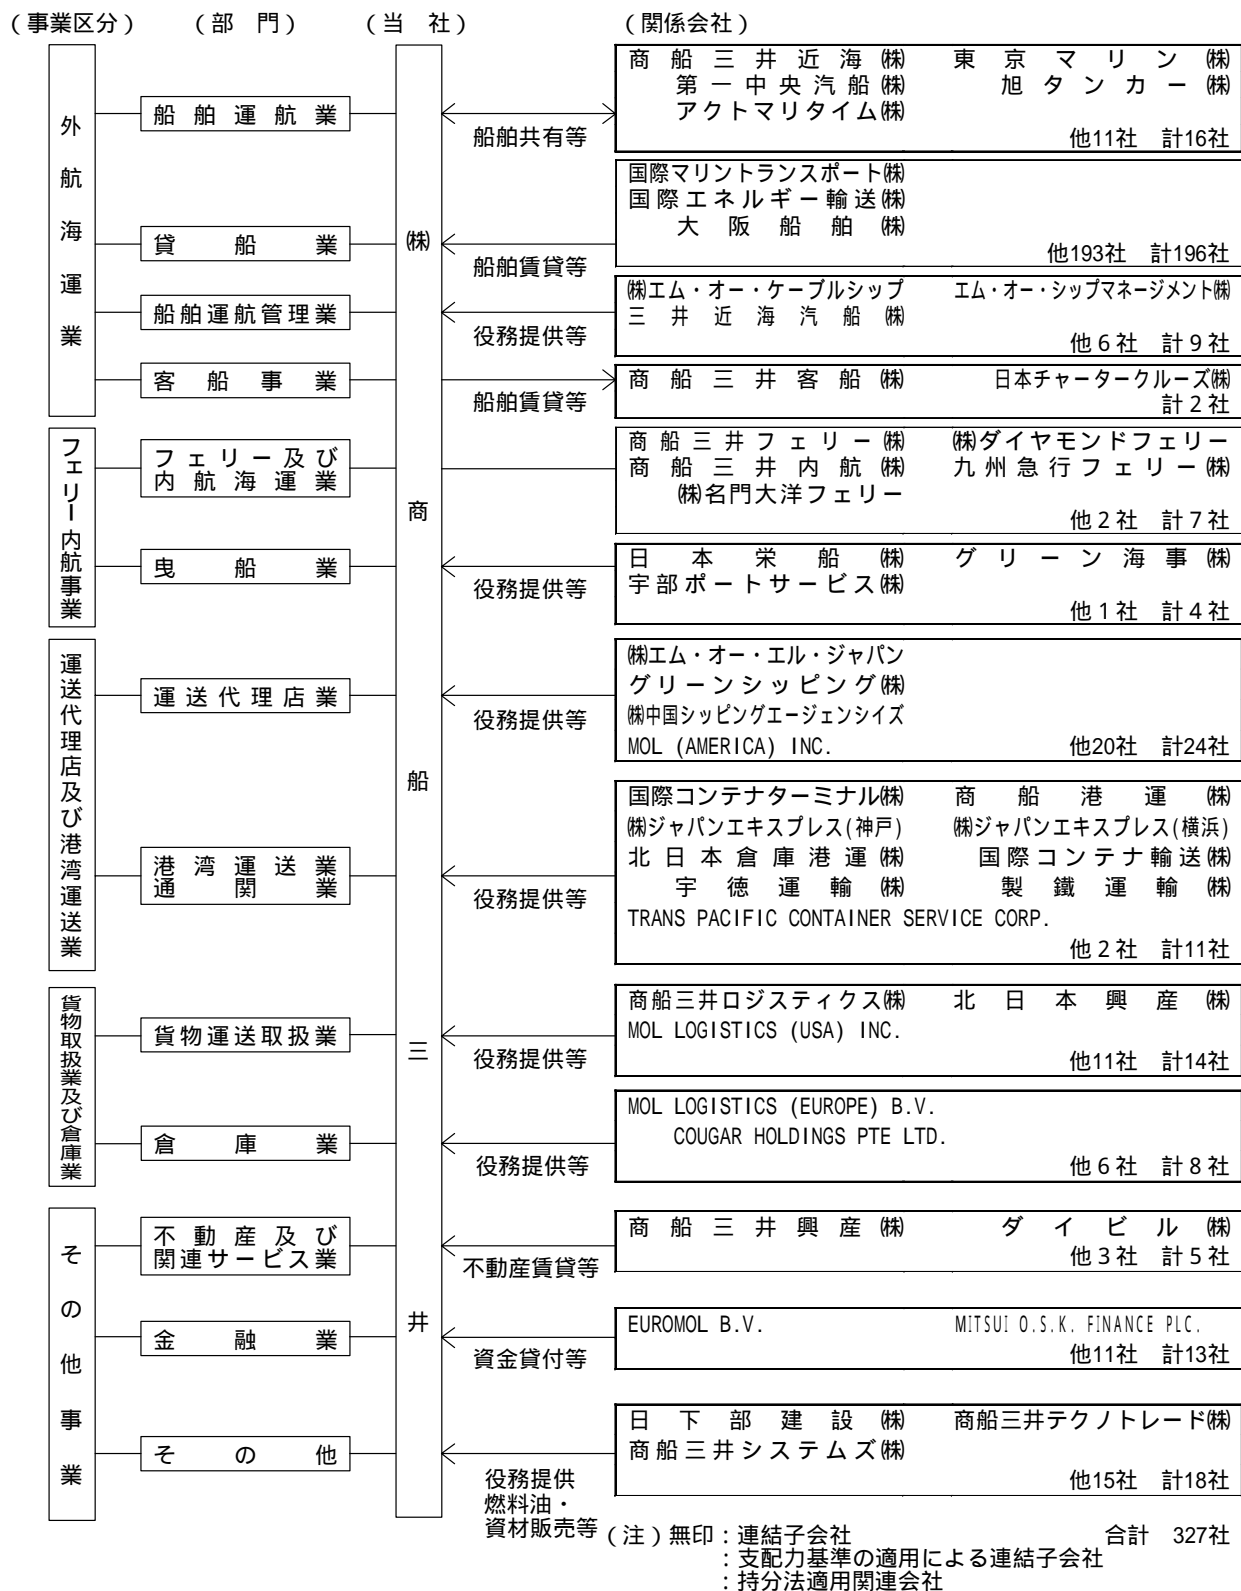 （事業区分）　（部　門）　（当　社）　（関係会社）
外航海運業
船舶運航業
船舶共有等
商船三井近海㈱　東京マリン㈱
第一中央汽船㈱　旭タンカー㈱
アクトマリタイム㈱
他11社　計16社
貸船業
船舶賃貸等
国際マリントランスポート㈱
国際エネルギー輸送㈱
大阪船舶㈱
他193社　計196社
船舶運航管理業
役務提供等
㈱エム・オー・ケーブルシップ　エム・オー・シップマネージメント㈱
三井近海汽船㈱
他６社　計９社
客船事業
船舶賃貸等
商船三井客船㈱　日本チャータークルーズ㈱
計２社
フェリー内航事業
フェリー及び
内航海運業
商船三井フェリー㈱　㈱ダイヤモンドフェリー
商船三井内航㈱　九州急行フェリー㈱
㈱名門大洋フェリー
他２社　計７社
曳船業
役務提供等
日本栄船㈱　グリーン海事㈱
宇部ポートサービス㈱
他１社　計４社
㈱商船三井
運送代理店及び港湾運送業
運送代理店業
役務提供等
㈱エム・オー・エル・ジャパン
グリーンシッピング㈱
㈱中国シッピングエージェンシイズ
MOL (AMERICA) INC.　他20社　計24社
港湾運送業
通関業
役務提供等
国際コンテナターミナル㈱　商船港運㈱
㈱ジャパンエキスプレス(神戸)　㈱ジャパンエキスプレス(横浜)
北日本倉庫港運㈱　国際コンテナ輸送㈱
宇徳運輸㈱　製鐵運輸㈱
TRANS PACIFIC CONTAINER SERVICE CORP.
他２社　計11社
貨物取扱業及び倉庫業
貨物運送取扱業
役務提供等
商船三井ロジスティクス㈱　北日本興産㈱
MOL LOGISTICS (USA) INC.
他11社　計14社
倉庫業
役務提供等
MOL LOGISTICS (EUROPE) B.V.
COUGAR HOLDINGS PTE LTD.
他６社　計８社
その他事業
不動産及び
関連サービス業
不動産賃貸等
商船三井興産㈱　ダイビル㈱
他３社　計５社
金融業
資金貸付等
EUROMOL B.V.　MITSUI O.S.K. FINANCE PLC.
他11社　計13社
その他
役務提供
燃料油・
資材販売等
日下部建設㈱　商船三井テクノトレード㈱
商船三井システムズ㈱
他15社　計18社
（注）無印：連結子会社　合計　327社
：支配力基準の適用による連結子会社
：持分法適用関連会社